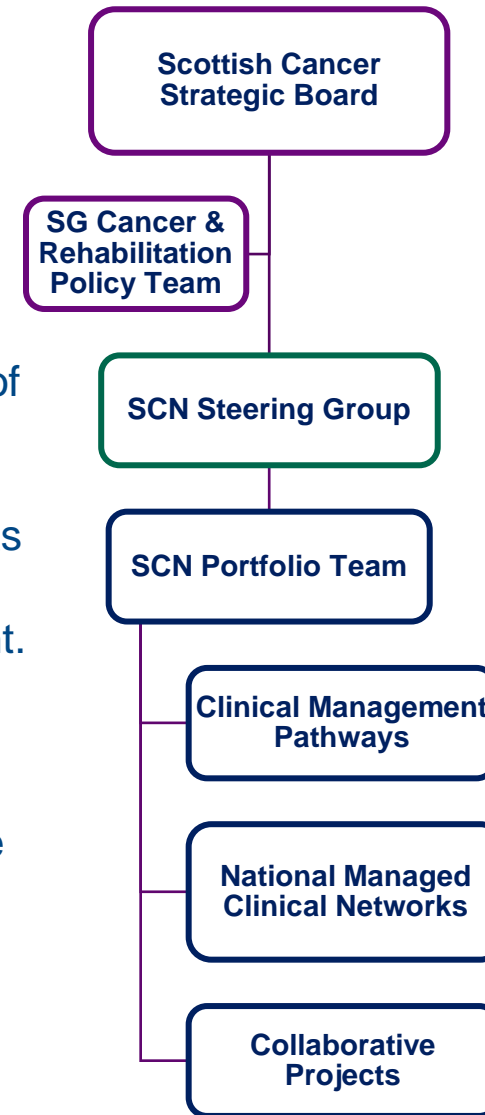 Scottish Cancer
Strategic Board
SG Cancer &
Rehabilitation
Policy Team
of
SCN Steering Group
s
SCN Portfolio Team
t.
Clinical Management
Pathways
e
National Managed
Clinical Networks
Collaborative
Projects